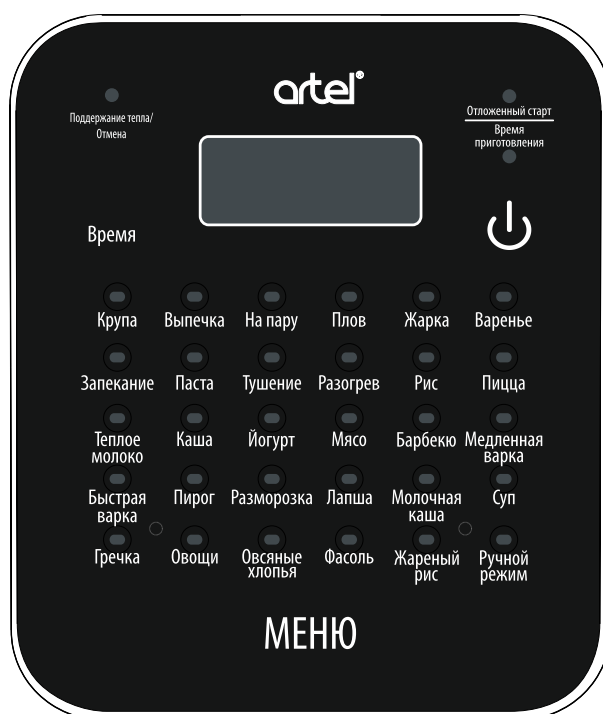 artel®
Поддержание тепла/
Отмена
Отложенный старт
Время
приготовления
Время
Крупа Выпечка На пару Плов Жарка Варенье
Запекание Паста Тушение Разогрев Рис Пицца
Теплое Каша Йогурт Мясо Барбекю Медленная
молоко варка
Быстрая Пирог Разморозка Лапша Молочная Суп
варка каша
Гречка Овощи Овсяные Фасоль Жареный Ручной
хлопья рис режим
МЕНЮ